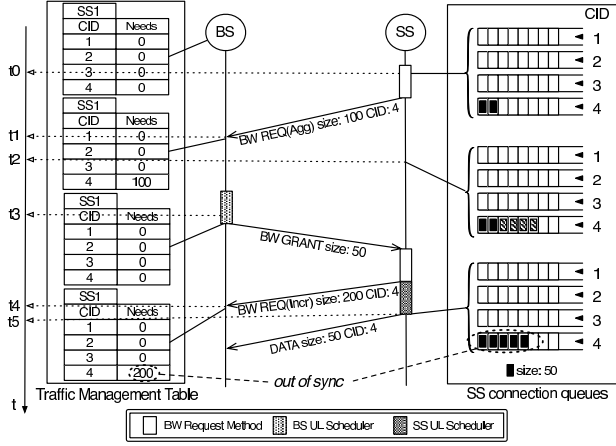 SS1
CID Needs
1 0
2 0
3 0
4 0
SS1
CID Needs
1 0
2 0
3 0
4 100
SS1
CID Needs
1 0
2 0
3 0
4 0
SS1
CID Needs
1 0
2 0
3 0
4 200
Traffic Management Table
t0
t1
t2
t3
t4
t5
t
BS
SS
BW REQ(Agg) size: 100 CID: 4
BW GRANT size: 50
BW REQ(Incr) size: 200 CID: 4
DATA size: 50 CID: 4
out of sync
CID
1
2
3
4
1
2
3
4
1
2
3
4
size: 50
SS connection queues
BW Request Method BS UL Scheduler SS UL Scheduler